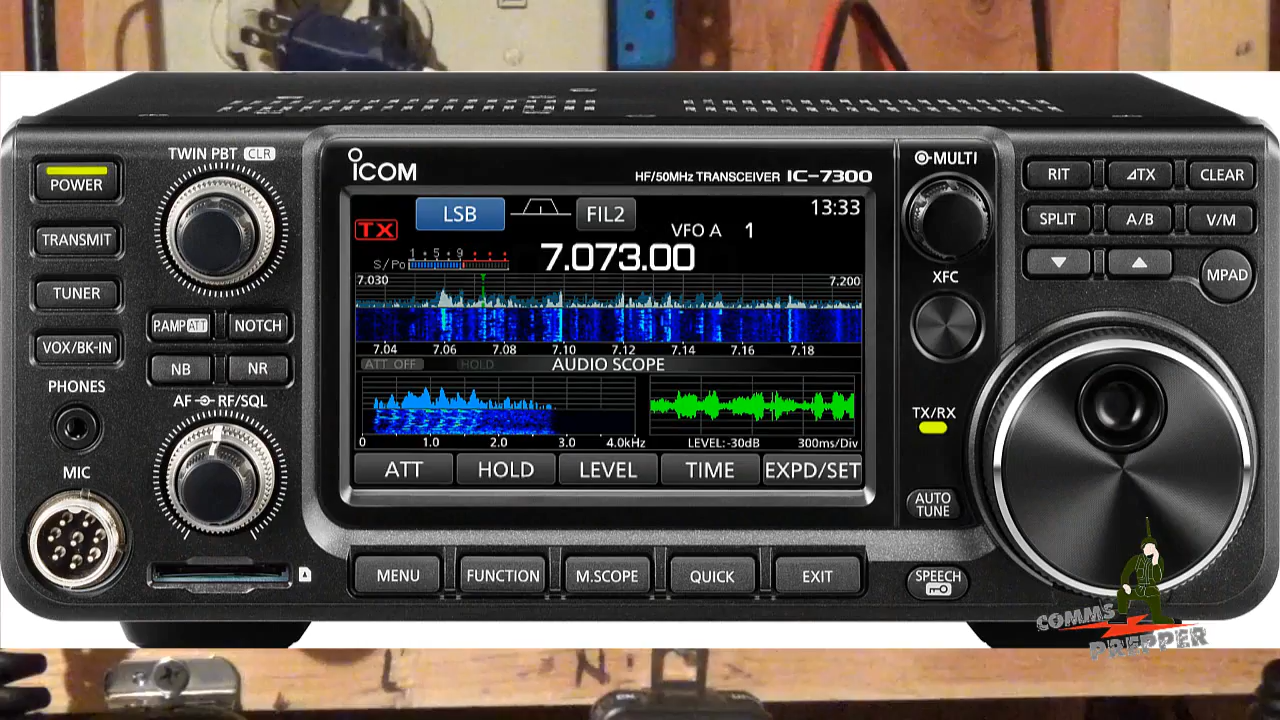 TWIN PBT CLR
POWER
TRANSMIT
TUNER
VOX/BK-IN
P.AMP ATT
NOTCH
NB
NR
PHONES
AF RF/SQL
MIC
ICOM
HF/50MHz TRANSCEIVER IC-7300
LSB
FIL2
13:33
TX
VFO A 1
S/Po
1 5 9
7.073.00
7.030
7.200
7.04 7.06 7.08 7.10 7.12 7.14 7.16 7.18
ATT OFF
HOLD
AUDIO SCOPE
0 1.0 2.0 3.0 4.0kHz
LEVEL:-30dB
300ms/Div
ATT HOLD LEVEL TIME EXPD/SET
MENU FUNCTION M.SCOPE QUICK EXIT
MULTI
XFC
TX/RX
AUTO
TUNE
SPEECH
RIT ⊿TX CLEAR
SPLIT A/B V/M
MPAD
COMMS
PREPPER
N